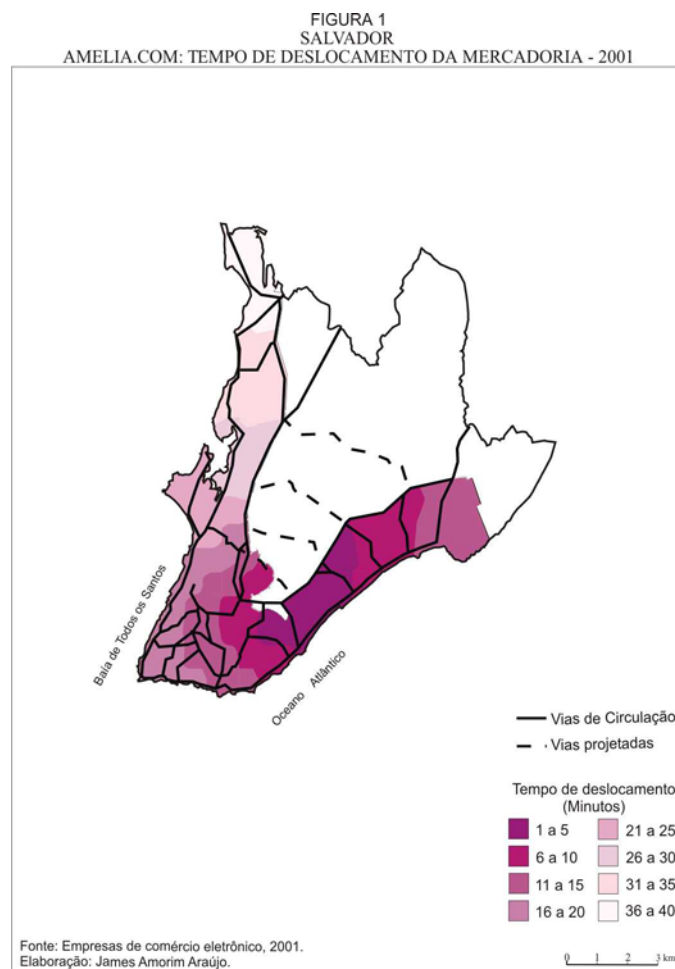 FIGURA 1
SALVADOR
AMELIA.COM: TEMPO DE DESLOCAMENTO DA MERCADORIA - 2001
Baía de Todos os Santos
Oceano Atlântico
Vias de Circulação
Vias projetadas
Tempo de deslocamento
(Minutos)
1 a 5
21 a 25
6 a 10
26 a 30
11 a 15
31 a 35
16 a 20
36 a 40
Fonte: Empresas de comércio eletrônico, 2001.
Elaboração: James Amorim Araújo.
0 1 2 3 km